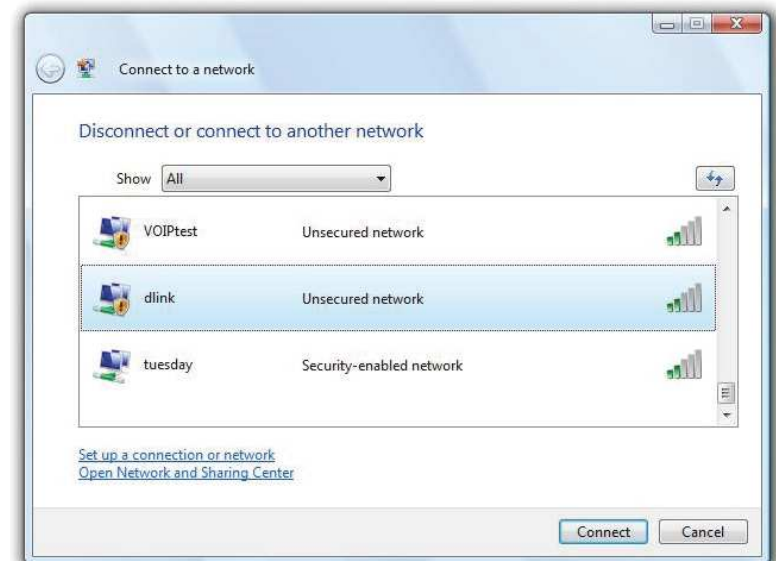 Connect to a network
Disconnect or connect to another network
Show All
VOIPtest Unsecured network
dlink Unsecured network
tuesday Security-enabled network
Set up a connection or network
Open Network and Sharing Center
Connect Cancel